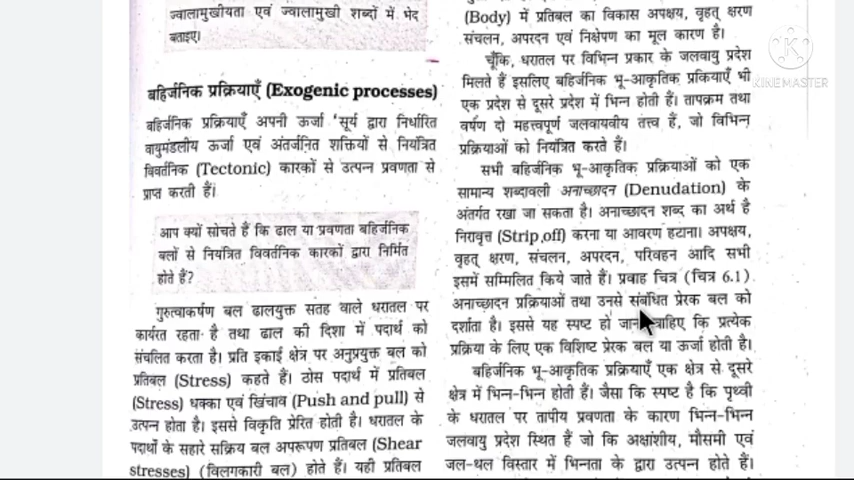 ज्वालामुखीयता एवं ज्वालामुखी शब्दों में भेद
बताइए।
बहिर्जनिक प्रक्रियाएँ (Exogenic processes)
बहिर्जनिक प्रक्रियाएँ अपनी ऊर्जा 'सूर्य द्वारा निर्धारित
वायुमंडलीय ऊर्जा एवं अंतर्जनित शक्तियों से नियंत्रित
विवर्तनिक (Tectonic) कारकों से उत्पन्न प्रवणता से
प्राप्त करती हैं।
आप क्यों सोचते हैं कि ढाल या प्रवणता बहिर्जनिक
बलों से नियंत्रित विवर्तनिक कारकों द्वारा निर्मित
होते हैं?
गुरुत्वाकर्षण बल ढालयुक्त सतह वाले धरातल पर
कार्यरत रहता है तथा ढाल की दिशा में पदार्थ को
संचलित करता है। प्रति इकाई क्षेत्र पर अनुप्रयुक्त बल को
प्रतिबल (Stress) कहते हैं। ठोस पदार्थ में प्रतिबल
(Stress) धक्का एवं खिंचाव (Push and pull) से
उत्पन्न होता है। इससे विकृति प्रेरित होती है। धरातल के
पदार्थों के सहारे सक्रिय बल अपरूपण प्रतिबल (Shear
stresses) (विलगकारी बल) होते हैं। यही प्रतिबल
(Body) में प्रतिबल का विकास अपक्षय, वृहत् क्षरण
संचलन, अपरदन एवं निक्षेपण का मूल कारण है।
चूँकि, धरातल पर विभिन्न प्रकार के जलवायु प्रदेश
मिलते हैं इसलिए बहिर्जनिक भू-आकृतिक प्रकियाएँ भी
एक प्रदेश से दूसरे प्रदेश में भिन्न होती हैं। तापक्रम तथा
वर्षण दो महत्त्वपूर्ण जलवायवीय तत्त्व हैं, जो विभिन्न
प्रक्रियाओं को नियंत्रित करते हैं।
सभी बहिर्जनिक भू-आकृतिक प्रक्रियाओं को एक
सामान्य शब्दावली अनाच्छादन (Denudation) के
अंतर्गत रखा जा सकता है। अनाच्छादन शब्द का अर्थ है
निरावृत्त (Strip off) करना या आवरण हटाना। अपक्षय,
वृहत् क्षरण, संचलन, अपरदन, परिवहन आदि सभी
इसमें सम्मिलित किये जाते हैं। प्रवाह चित्र (चित्र 6.1)
अनाच्छादन प्रक्रियाओं तथा उनसे संबंधित प्रेरक बल को
दर्शाता है। इससे यह स्पष्ट हो चाहिए कि प्रत्येक
प्रक्रिया के लिए एक विशिष्ट प्रेरक बल या ऊर्जा होती है।
बहिर्जनिक भू-आकृतिक प्रक्रियाएँ एक क्षेत्र से दूसरे
क्षेत्र में भिन्न-भिन्न होती हैं। जैसा कि स्पष्ट है कि पृथ्वी
के धरातल पर तापीय प्रवणता के कारण भिन्न-भिन्न
जलवायु प्रदेश स्थित हैं जो कि अक्षांशीय, मौसमी एवं
जल-थल विस्तार में भिन्नता के द्वारा उत्पन्न होते हैं।
KINEMASTER